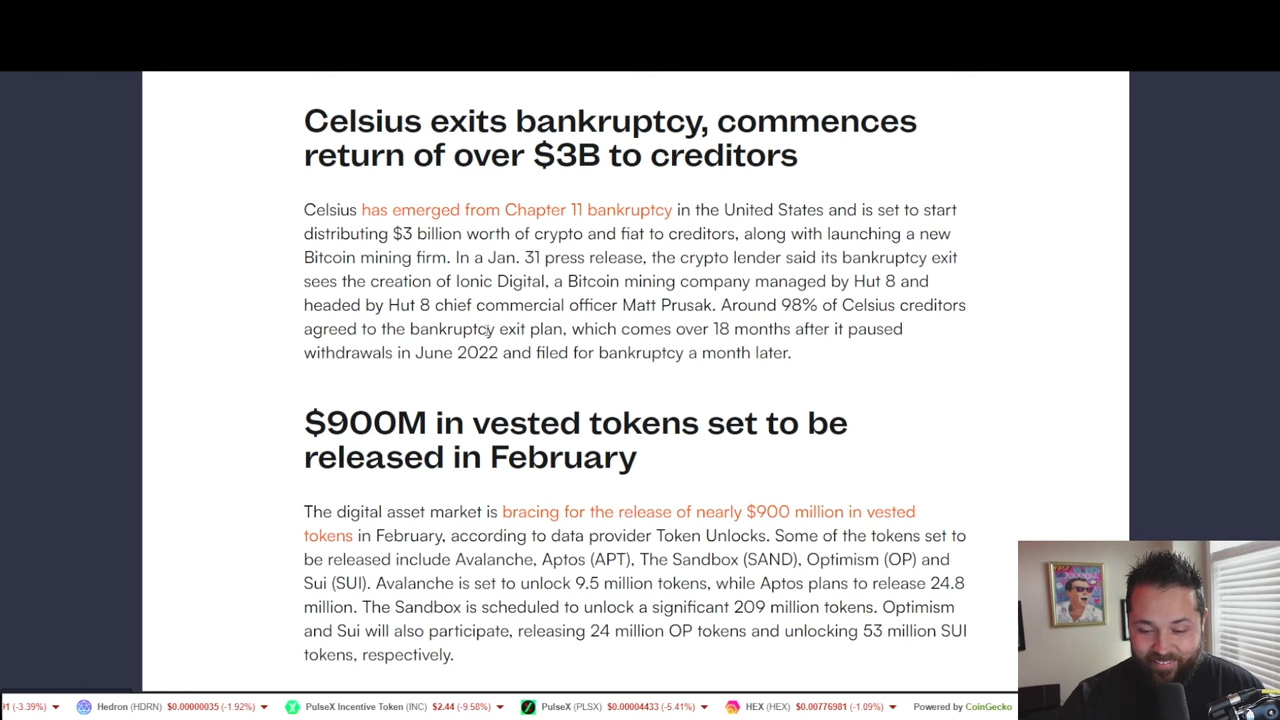 Celsius exits bankruptcy, commences
return of over $3B to creditors
Celsius has emerged from Chapter 11 bankruptcy in the United States and is set to start
distributing $3 billion worth of crypto and fiat to creditors, along with launching a new
Bitcoin mining firm. In a Jan. 31 press release, the crypto lender said its bankruptcy exit
sees the creation of Ionic Digital, a Bitcoin mining company managed by Hut 8 and
headed by Hut 8 chief commercial officer Matt Prusak. Around 98% of Celsius creditors
agreed to the bankruptcy exit plan, which comes over 18 months after it paused
withdrawals in June 2022 and filed for bankruptcy a month later.
$900M in vested tokens set to be
released in February
The digital asset market is bracing for the release of nearly $900 million in vested
tokens in February, according to data provider Token Unlocks. Some of the tokens set to
be released include Avalanche, Aptos (APT), The Sandbox (SAND), Optimism (OP) and
Sui (SUI). Avalanche is set to unlock 9.5 million tokens, while Aptos plans to release 24.8
million. The Sandbox is scheduled to unlock a significant 209 million tokens. Optimism
and Sui will also participate, releasing 24 million OP tokens and unlocking 53 million SUI
tokens, respectively.
91 (-3.39%) Hedron (HDRN) $0.00000035 (-1.92%) PulseX Incentive Token (INC) $2.44 (-9.58%) PulseX (PLSX) $0.00004433 (-5.41%) HEX (HEX) $0.00776981 (-1.09%) Powered by CoinGecko